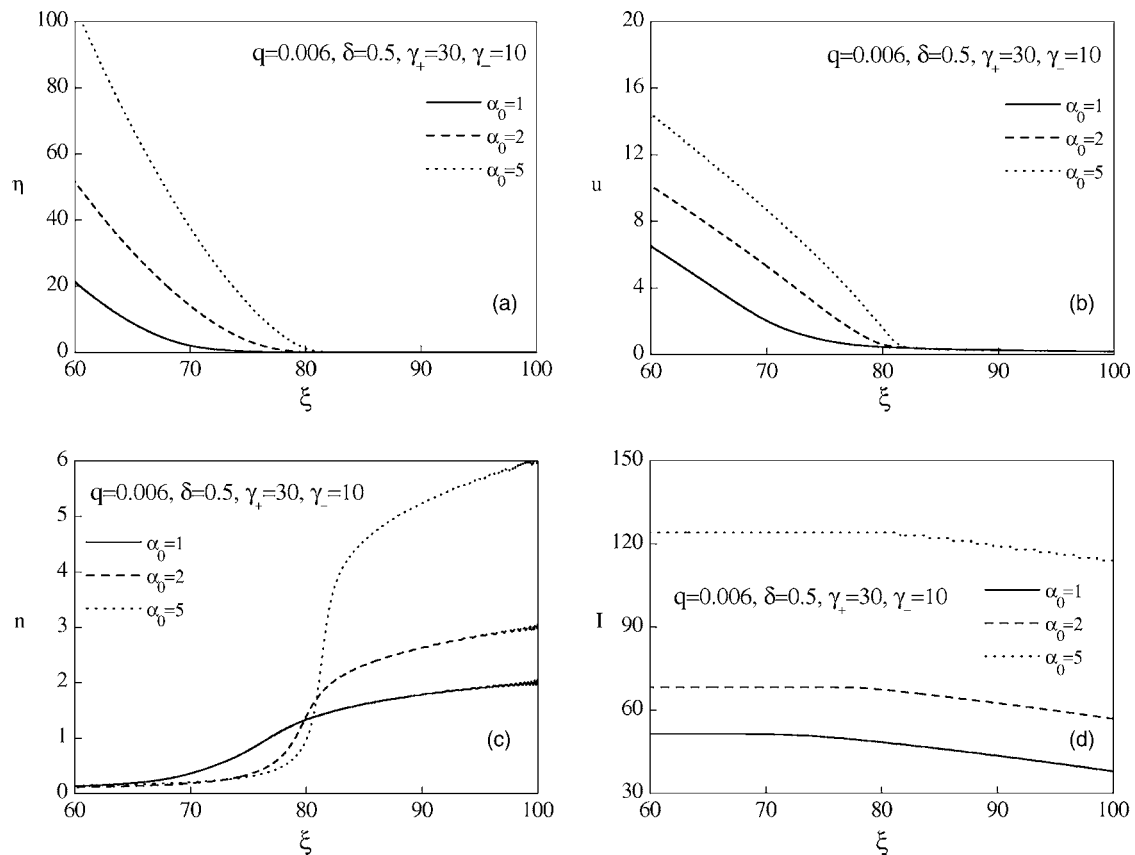 100
80
60
40
20
0
η
q=0.006, δ=0.5, γ₊=30, γ₋=10
α₀=1
α₀=2
α₀=5
(a)
60 70 80 90 100
ξ
20
16
12
8
4
0
u
q=0.006, δ=0.5, γ₊=30, γ₋=10
α₀=1
α₀=2
α₀=5
(b)
60 70 80 90 100
ξ
6
5
4
3
2
1
0
n
q=0.006, δ=0.5, γ₊=30, γ₋=10
α₀=1
α₀=2
α₀=5
(c)
60 70 80 90 100
ξ
150
120
90
60
30
I
q=0.006, δ=0.5, γ₊=30, γ₋=10
α₀=1
α₀=2
α₀=5
(d)
60 70 80 90 100
ξ